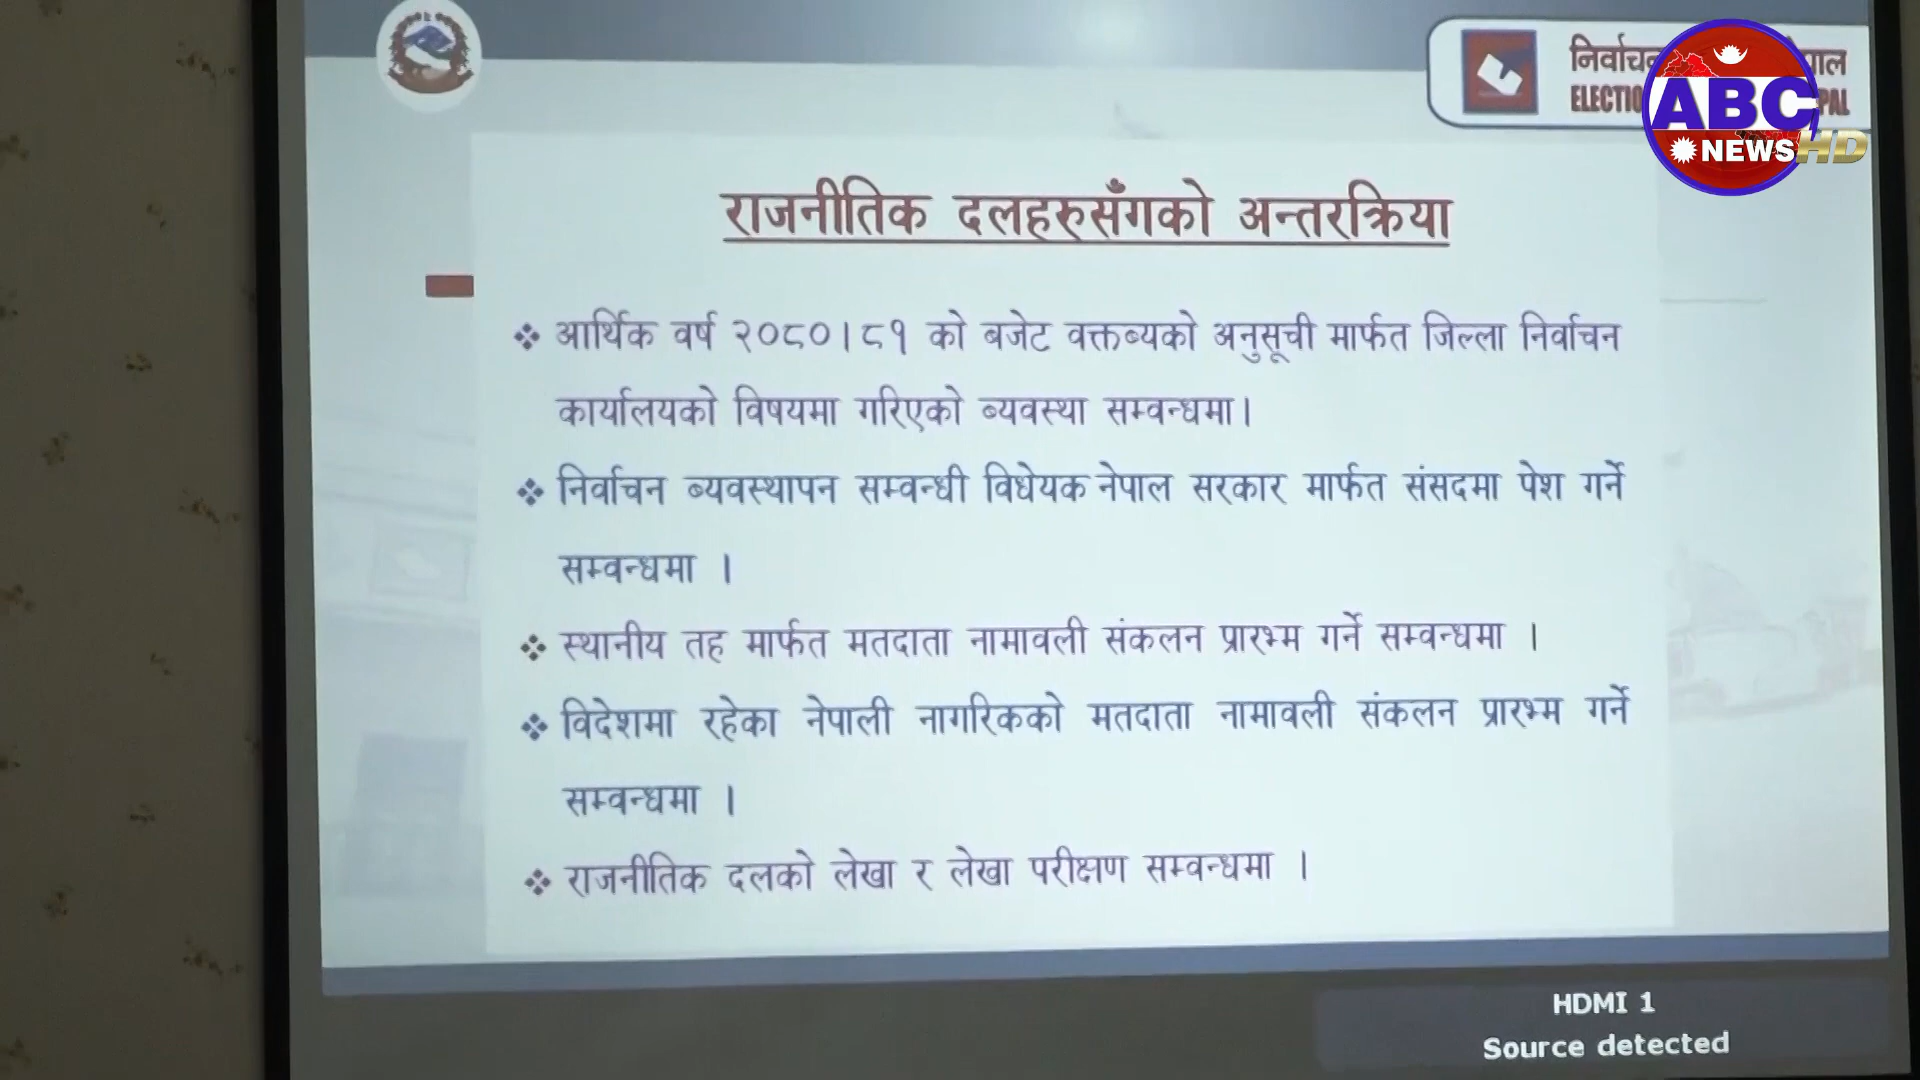 निर्वाचन
ELECTIO
ABC
NEWS HD
राजनीतिक दलहरुसँगको अन्तरक्रिया
❖ आर्थिक वर्ष २०८०।८१ को बजेट वक्तब्यको अनुसूची मार्फत जिल्ला निर्वाचन
कार्यालयको विषयमा गरिएको ब्यवस्था सम्वन्धमा।
❖ निर्वाचन ब्यवस्थापन सम्वन्धी विधेयक नेपाल सरकार मार्फत संसदमा पेश गर्ने
सम्वन्धमा ।
❖ स्थानीय तह मार्फत मतदाता नामावली संकलन प्रारम्भ गर्ने सम्वन्धमा ।
❖ विदेशमा रहेका नेपाली नागरिकको मतदाता नामावली संकलन प्रारम्भ गर्ने
सम्वन्धमा ।
❖ राजनीतिक दलको लेखा र लेखा परीक्षण सम्वन्धमा ।
HDMI 1
Source detected